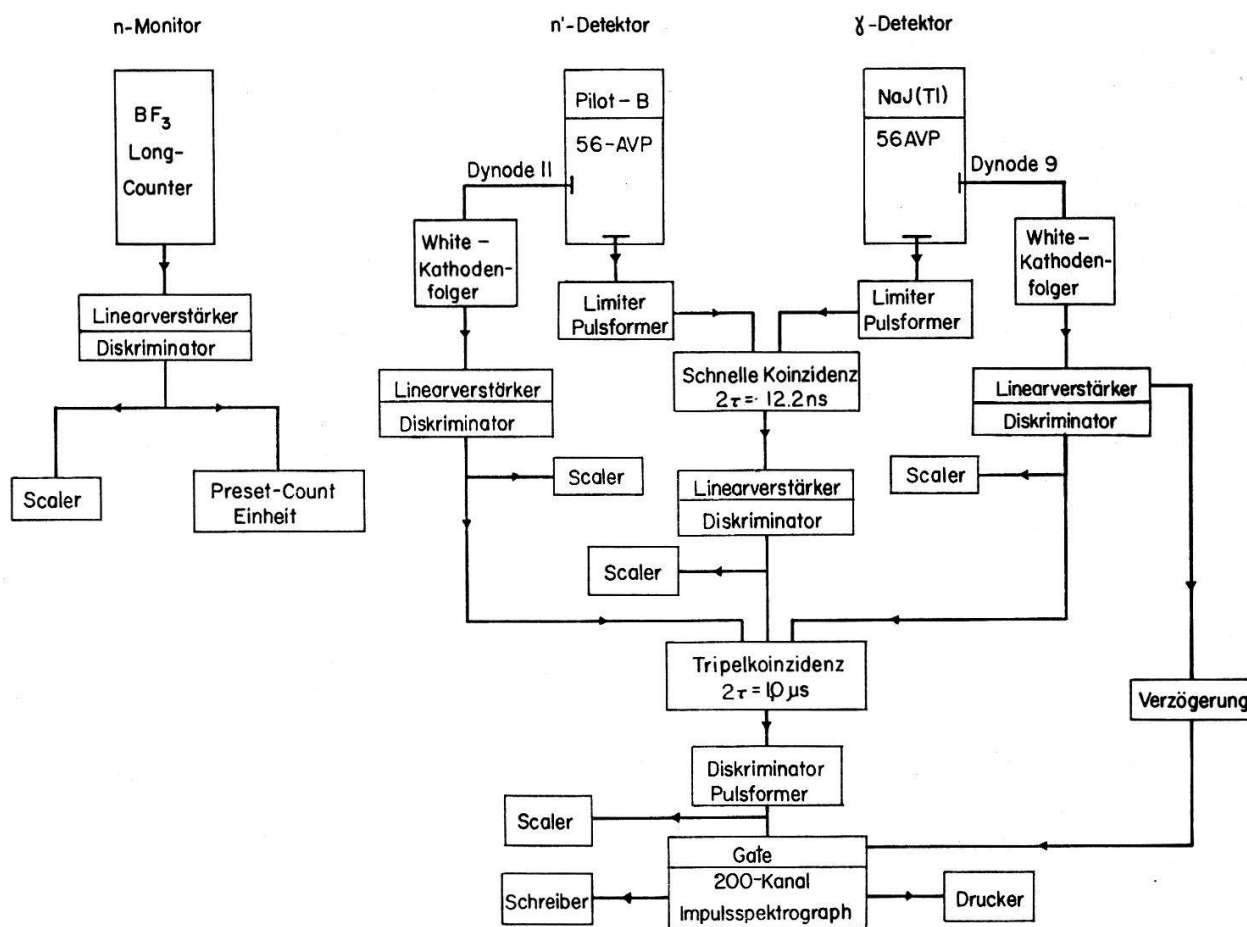 n-Monitor
n'-Detektor
γ-Detektor
BF₃
Long-
Counter
Pilot-B
56-AVP
NaJ(Tl)
56AVP
Dynode 11
Dynode 9
White-
Kathoden-
folger
White-
Kathoden-
folger
Limiter
Pulsformer
Limiter
Pulsformer
Linearverstärker
Diskriminator
Schnelle Koinzidenz
2τ = 12.2 ns
Linearverstärker
Diskriminator
Linearverstärker
Diskriminator
Scaler
Preset-Count
Einheit
Scaler
Linearverstärker
Diskriminator
Scaler
Scaler
Tripelkoinzidenz
2τ = 1,0 μs
Verzögerung
Diskriminator
Pulsformer
Scaler
Gate
200-Kanal
Impulsspektrograph
Schreiber
Drucker